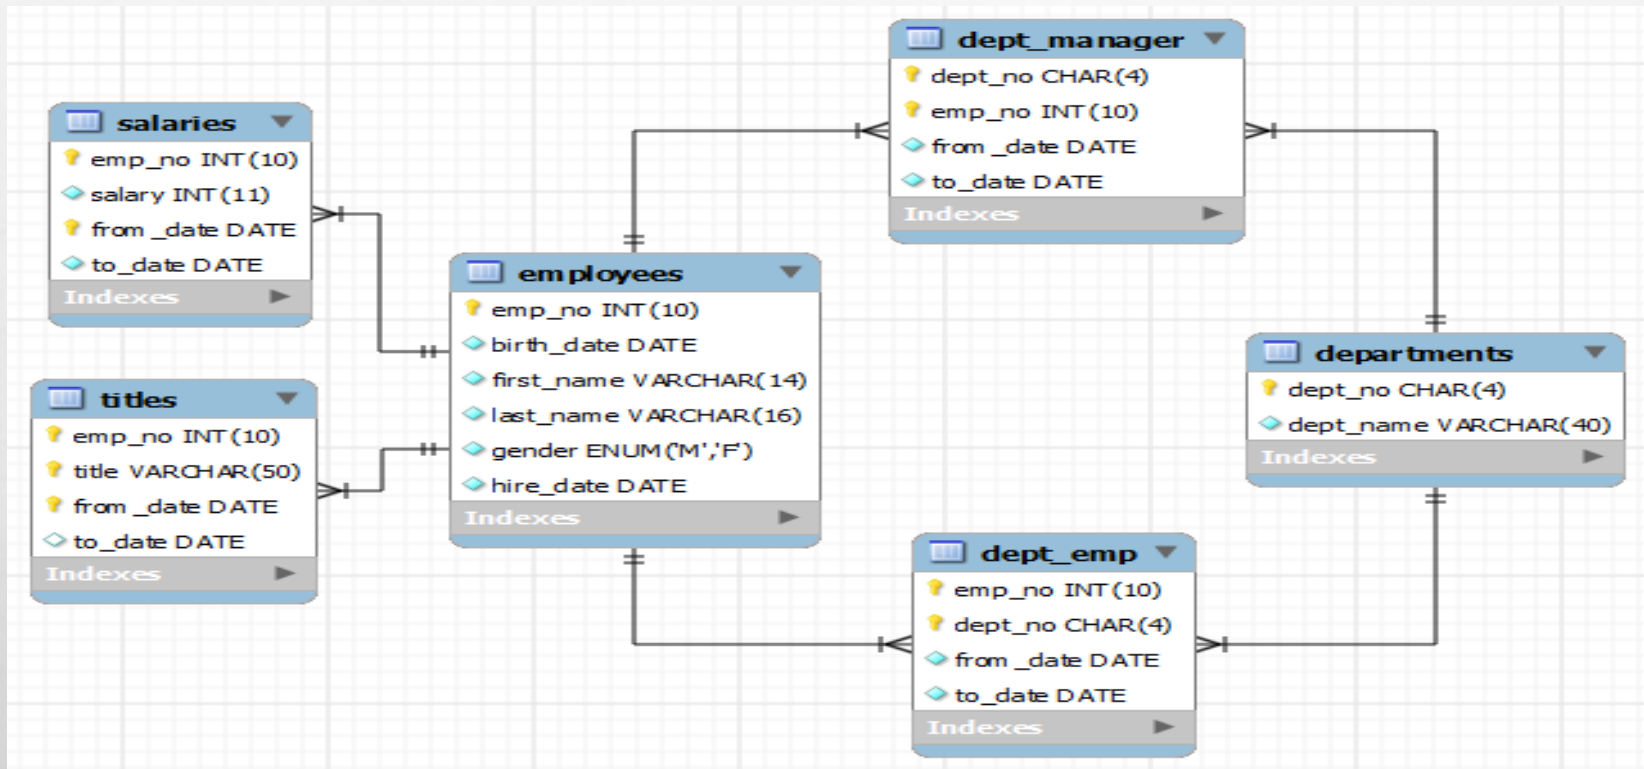 salaries
emp_no INT(10)
salary INT(11)
from_date DATE
to_date DATE
Indexes
titles
emp_no INT(10)
title VARCHAR(50)
from_date DATE
to_date DATE
Indexes
employees
emp_no INT(10)
birth_date DATE
first_name VARCHAR(14)
last_name VARCHAR(16)
gender ENUM('M','F')
hire_date DATE
Indexes
dept_manager
dept_no CHAR(4)
emp_no INT(10)
from_date DATE
to_date DATE
Indexes
dept_emp
emp_no INT(10)
dept_no CHAR(4)
from_date DATE
to_date DATE
Indexes
departments
dept_no CHAR(4)
dept_name VARCHAR(40)
Indexes